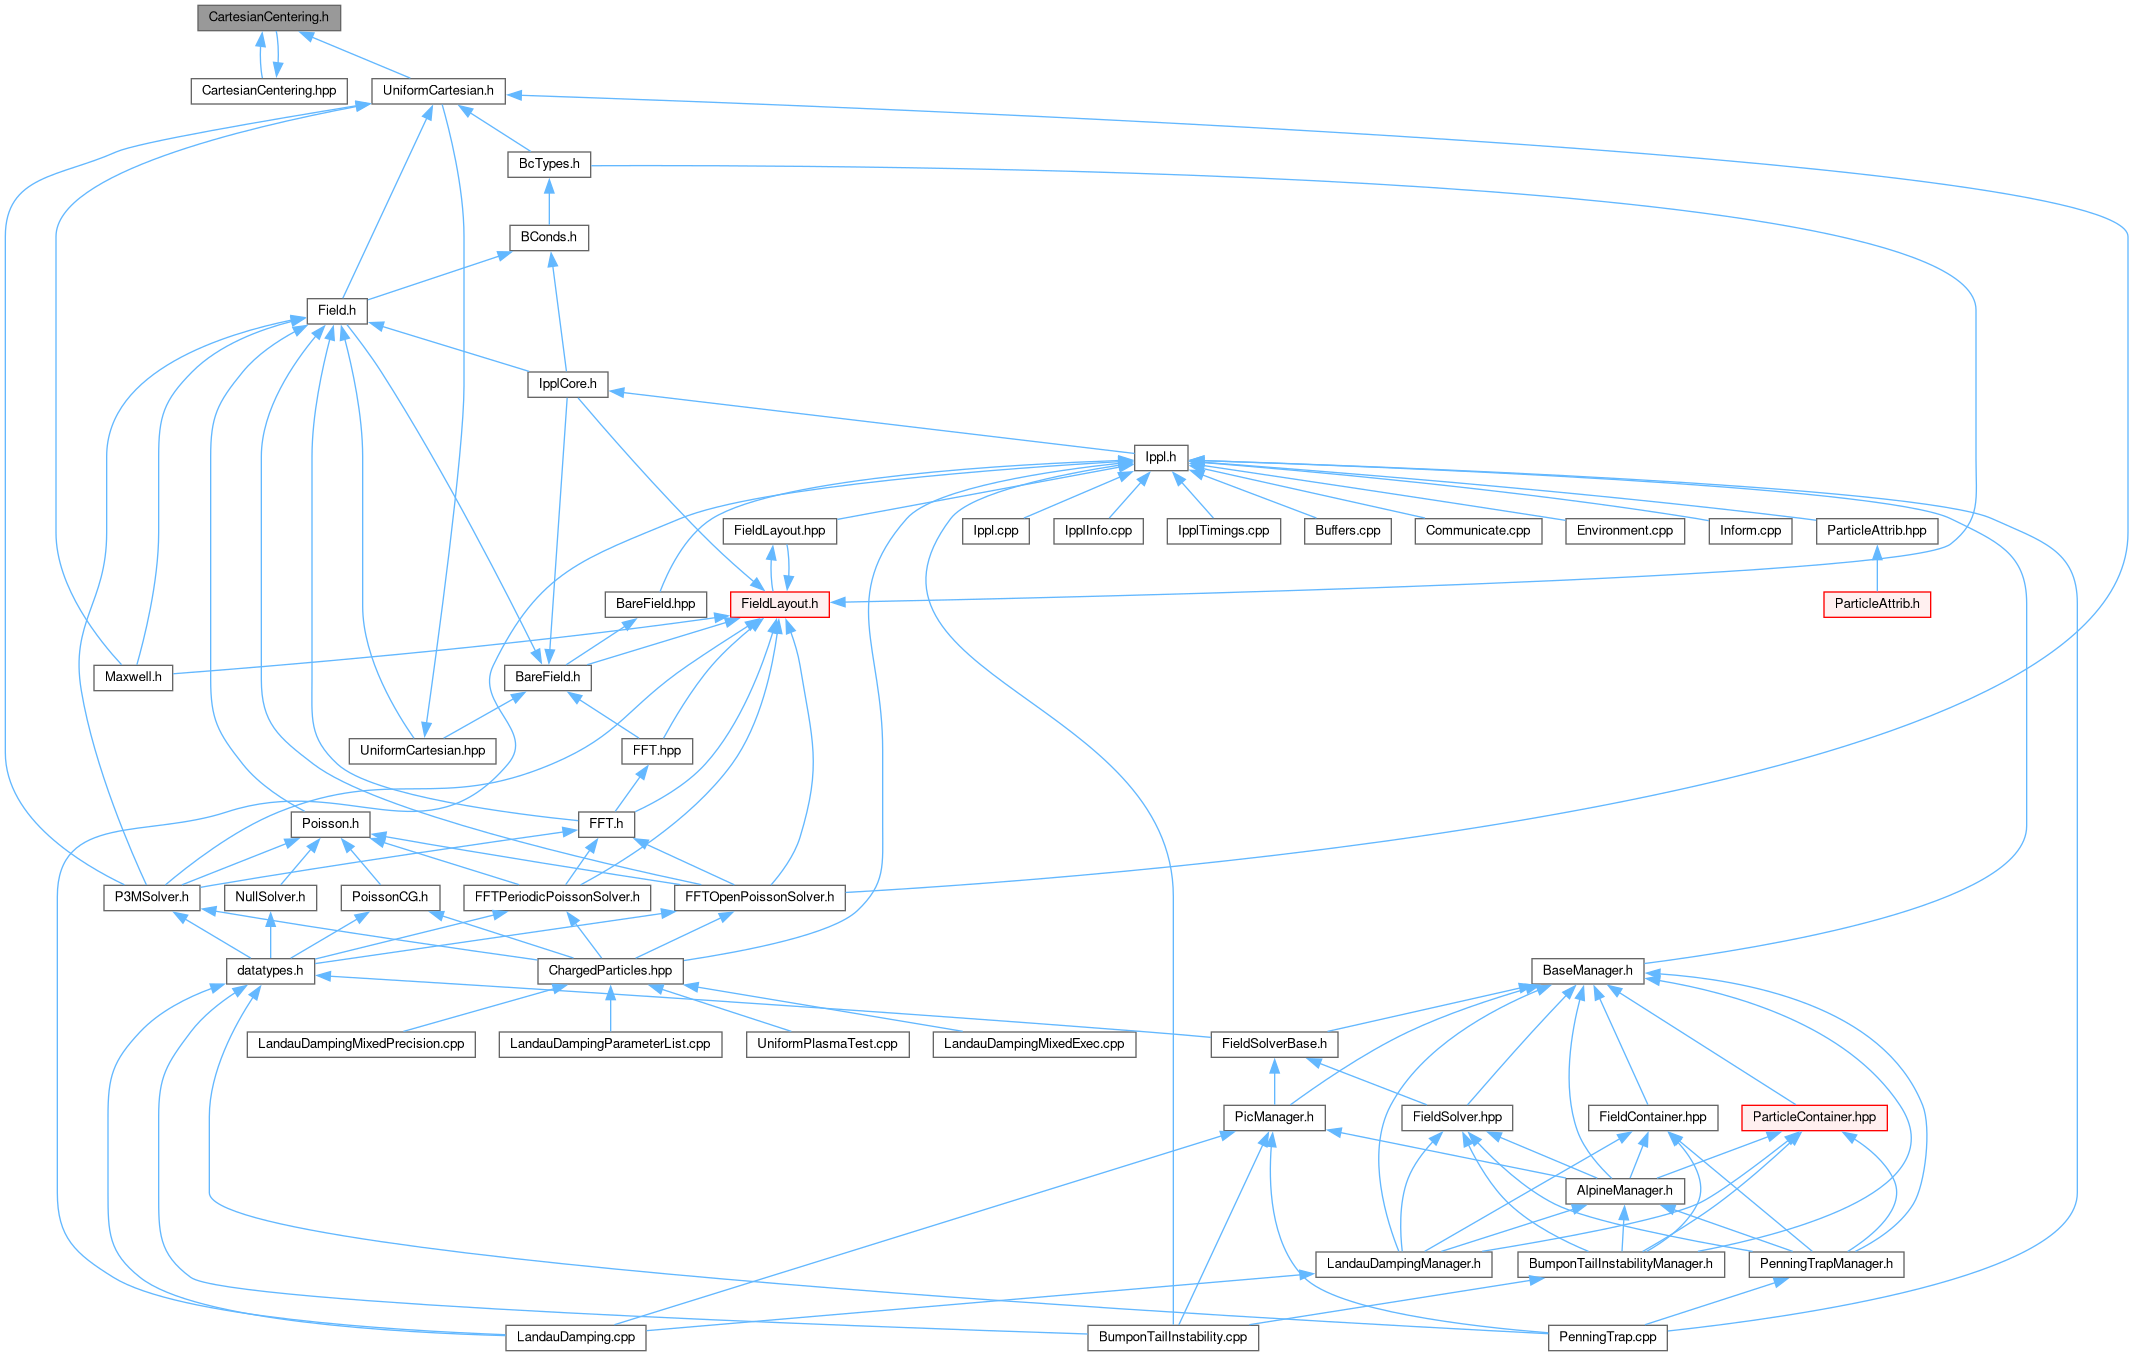 CartesianCentering.h
CartesianCentering.hpp
UniformCartesian.h
BcTypes.h
BConds.h
Field.h
IpplCore.h
Ippl.h
FieldLayout.hpp
Ippl.cpp
IpplInfo.cpp
IpplTimings.cpp
Buffers.cpp
Communicate.cpp
Environment.cpp
Inform.cpp
ParticleAttrib.hpp
BareField.hpp
FieldLayout.h
ParticleAttrib.h
Maxwell.h
BareField.h
UniformCartesian.hpp
FFT.hpp
Poisson.h
FFT.h
P3MSolver.h
NullSolver.h
PoissonCG.h
FFTPeriodicPoissonSolver.h
FFTOpenPoissonSolver.h
datatypes.h
ChargedParticles.hpp
BaseManager.h
LandauDampingMixedPrecision.cpp
LandauDampingParameterList.cpp
UniformPlasmaTest.cpp
LandauDampingMixedExec.cpp
FieldSolverBase.h
PicManager.h
FieldSolver.hpp
FieldContainer.hpp
ParticleContainer.hpp
AlpineManager.h
LandauDampingManager.h
BumponTailInstabilityManager.h
PenningTrapManager.h
LandauDamping.cpp
BumponTailInstability.cpp
PenningTrap.cpp